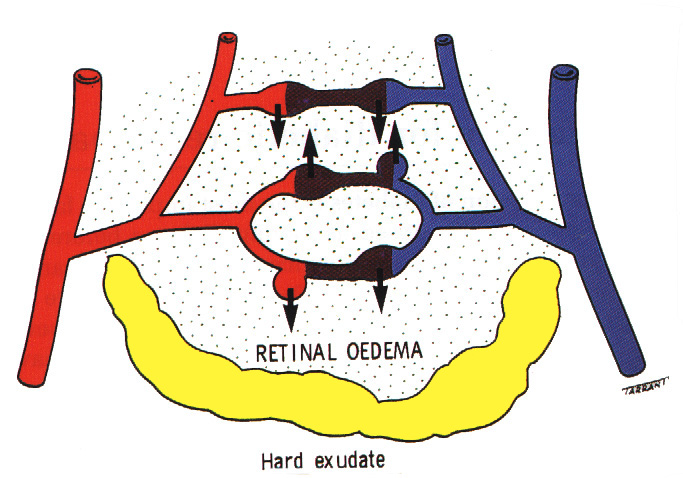 RETINAL OEDEMA
TARRANT
Hard exudate